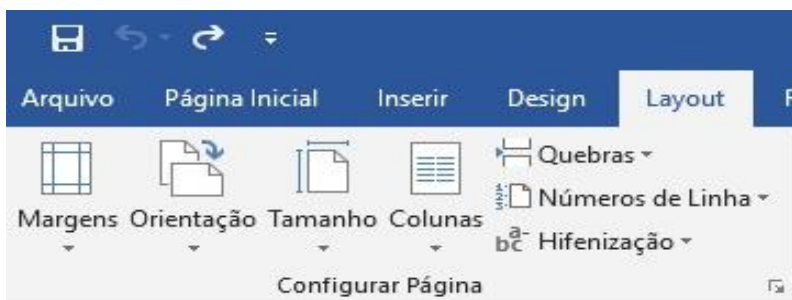 Arquivo Página Inicial Inserir Design Layout
Margens Orientação Tamanho Colunas
Quebras
Números de Linha
Hifenização
Configurar Página